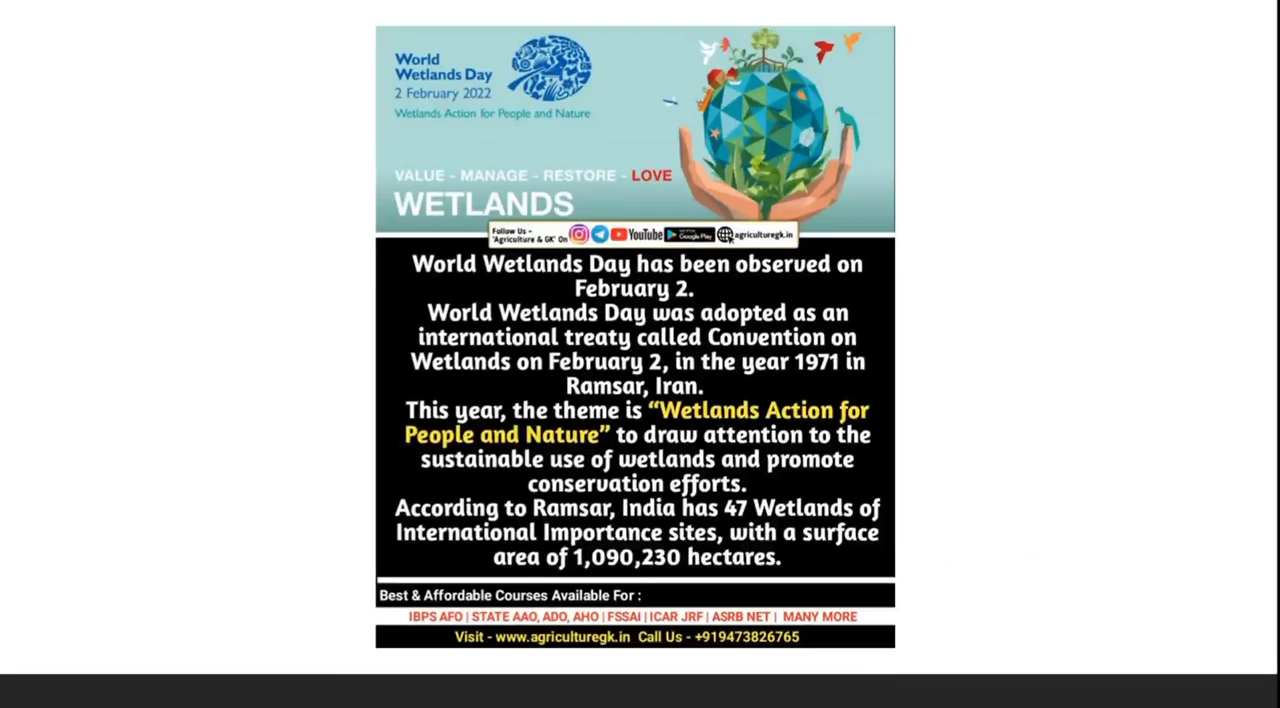 World
Wetlands Day
2 February 2022
Wetlands Action for People and Nature
VALUE - MANAGE - RESTORE - LOVE
WETLANDS
Follow Us -
'Agriculture & GK' On
YouTube
Google Play
agriculturegk.in
World Wetlands Day has been observed on
February 2.
World Wetlands Day was adopted as an
international treaty called Convention on
Wetlands on February 2, in the year 1971 in
Ramsar, Iran.
This year, the theme is “Wetlands Action for
People and Nature” to draw attention to the
sustainable use of wetlands and promote
conservation efforts.
According to Ramsar, India has 47 Wetlands of
International Importance sites, with a surface
area of 1,090,230 hectares.
Best & Affordable Courses Available For :
IBPS AFO | STATE AAO, ADO, AHO | FSSAI | ICAR JRF | ASRB NET | MANY MORE
Visit - www.agriculturegk.in Call Us - +919473826765